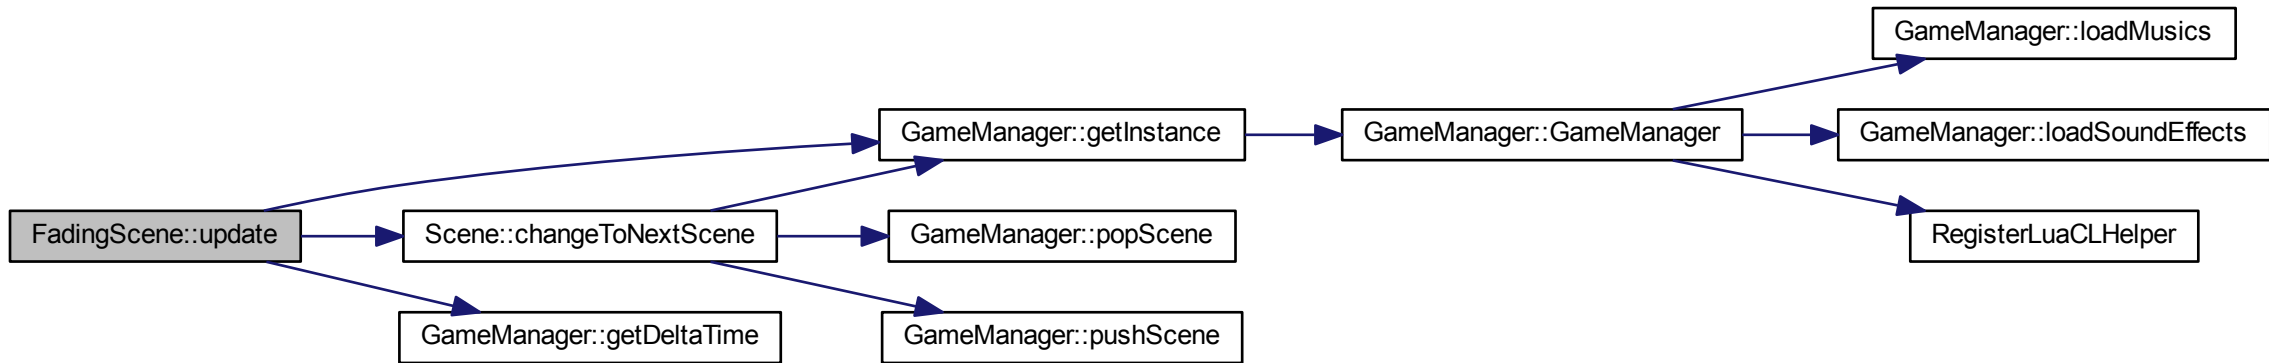 GameManager::loadMusics
GameManager::getInstance
GameManager::GameManager
GameManager::loadSoundEffects
FadingScene::update
Scene::changeToNextScene
GameManager::popScene
RegisterLuaCLHelper
GameManager::getDeltaTime
GameManager::pushScene